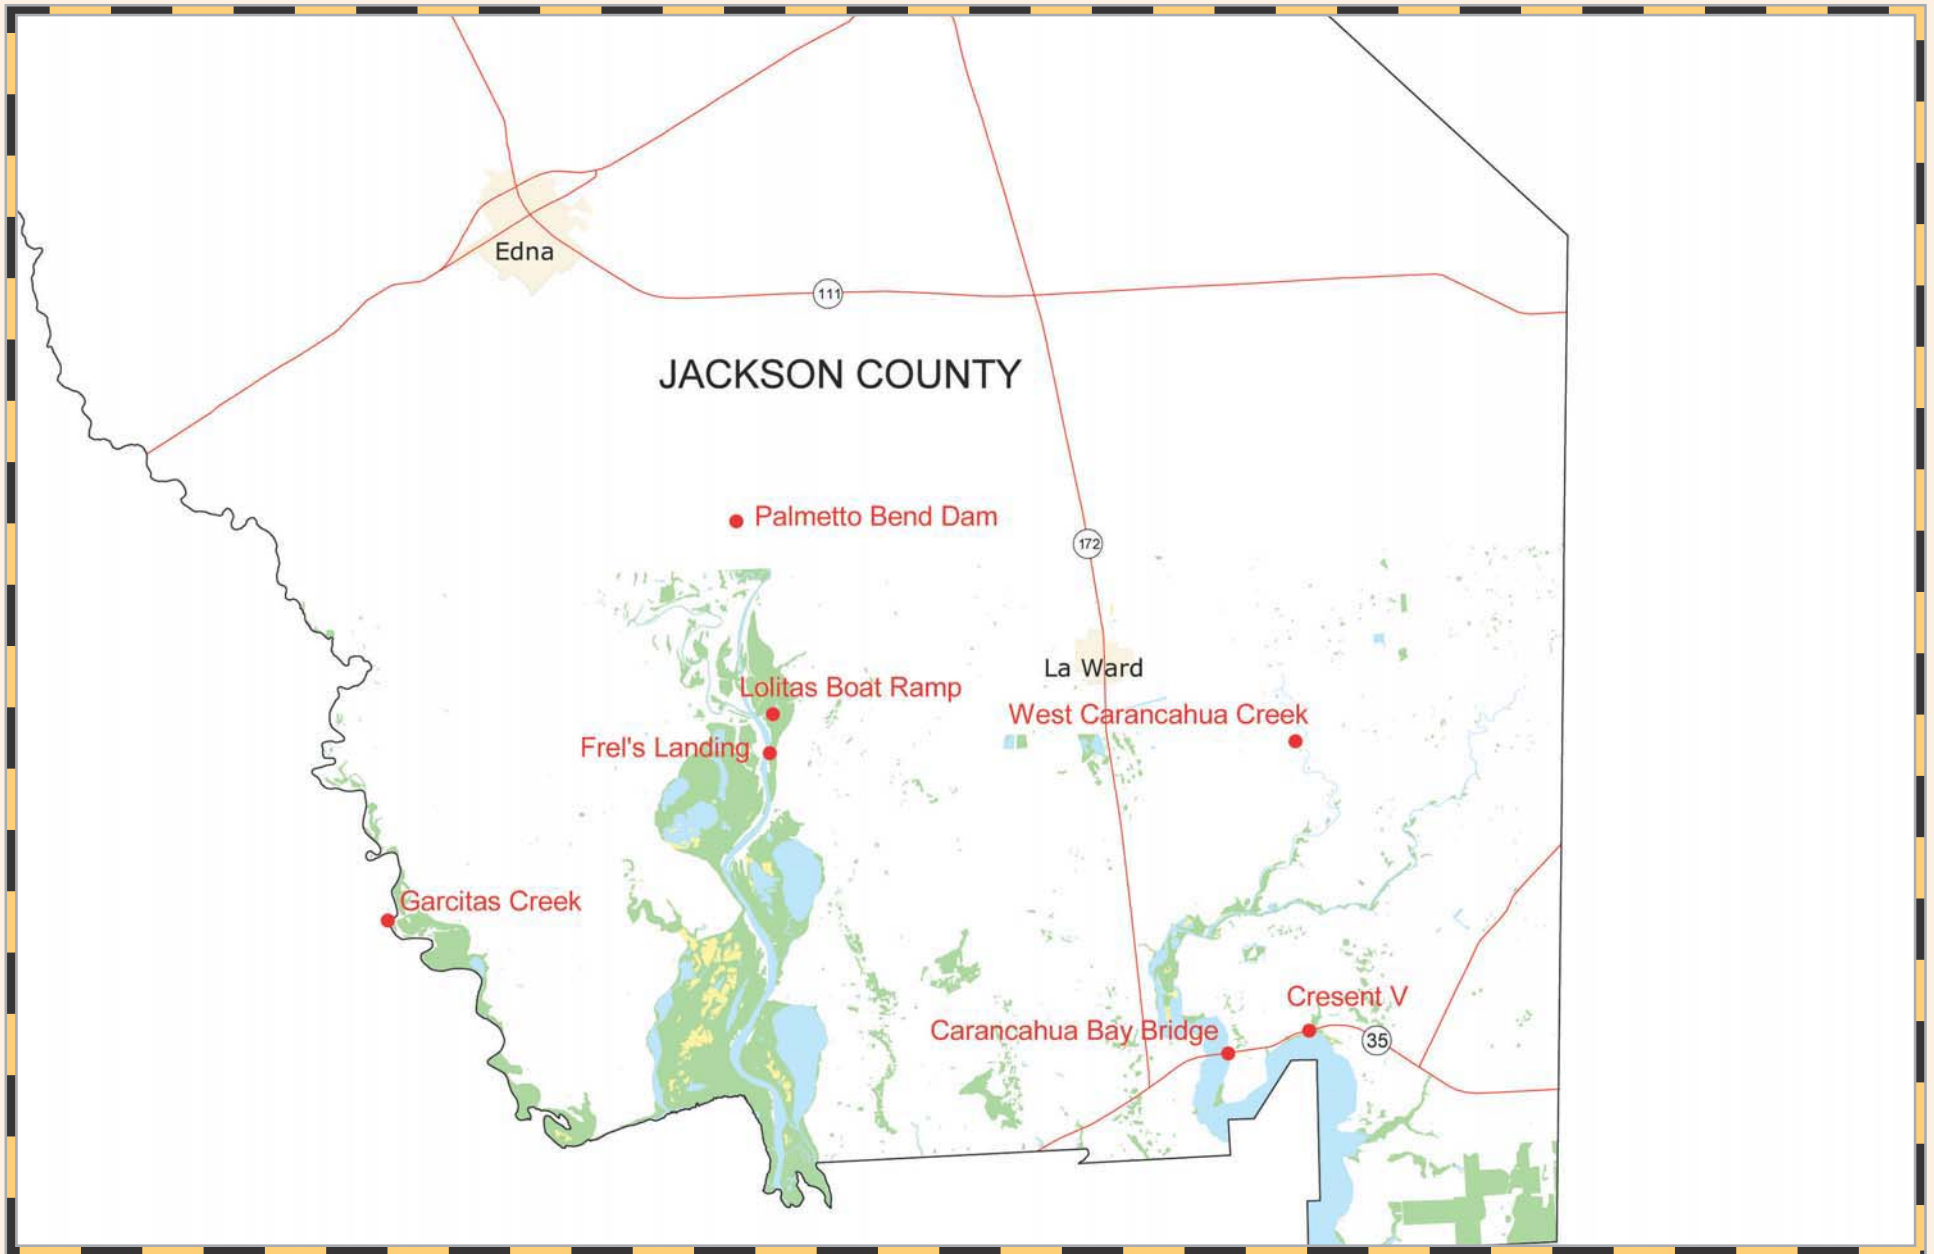 Edna
111
JACKSON COUNTY
Palmetto Bend Dam
172
La Ward
Lolitas Boat Ramp
West Carancahua Creek
Frel's Landing
Garcitas Creek
Cresent V
Carancahua Bay Bridge
35